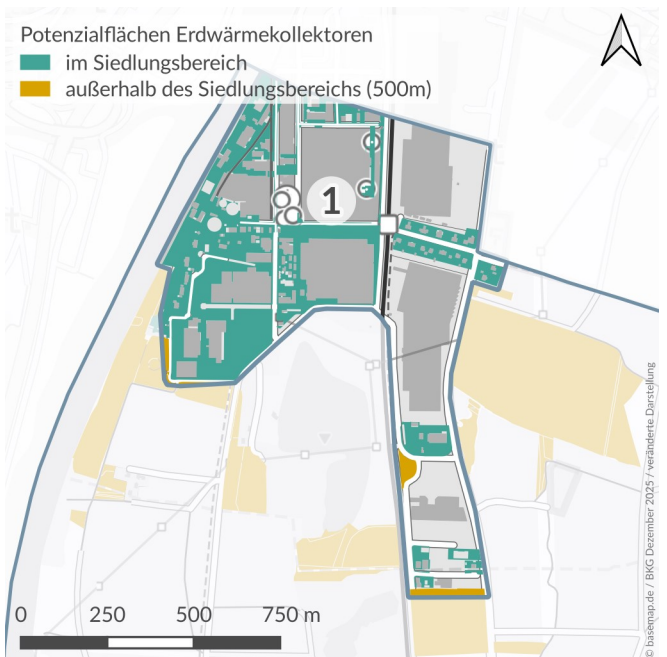 Potenzialflächen Erdwärmekollektoren
im Siedlungsbereich
außerhalb des Siedlungsbereichs (500m)
1
0 250 500 750 m
© basemap.de / BKG Dezember 2025 / veränderte Darstellung